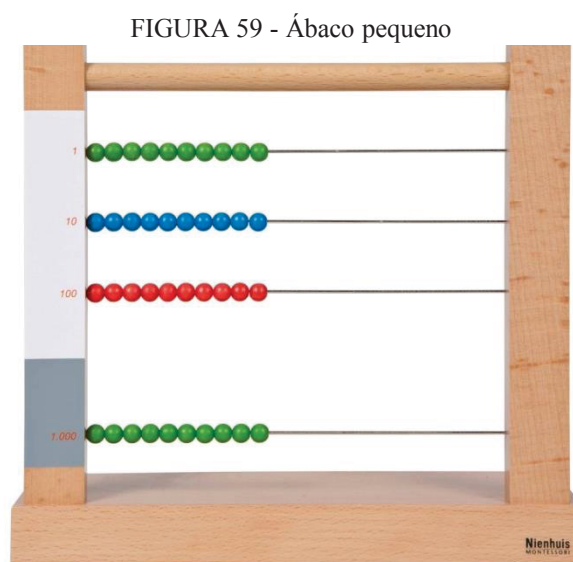 FIGURA 59 - Ábaco pequeno
1
10
100
1.000
Nienhuis
MONTESSORI